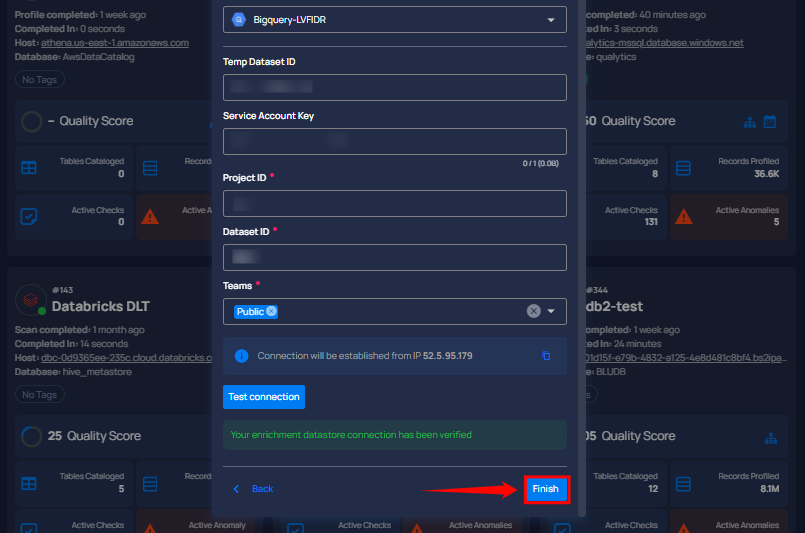 Profile completed: 1 week ago
Completed In: 0 seconds
Host: athena.us-east-1.amazonaws.com
Database: AwsDataCatalog
No Tags
– Quality Score
Tables Cataloged
0
Active Checks
0
#143
Databricks DLT
Scan completed: 1 month ago
Completed In: 14 seconds
Host: dbc-0d9365ee-235c.cloud.databricks.c
Database: hive_metastore
No Tags
25 Quality Score
Tables Cataloged
5
Active Checks
Active Anomaly
Bigquery-LVFIDR
Temp Dataset ID
Service Account Key
0 / 1 (0.0B)
Project ID *
Dataset ID *
Teams *
Public
Connection will be established from IP 52.5.95.179
Test connection
Your enrichment datastore connection has been verified
Back
Finish
Active Checks
Active Anomalies
completed: 40 minutes ago
ed In: 3 seconds
alytics-mssql.database.windows.net
e: qualytics
Quality Score
Tables Cataloged
8
Records Profiled
36.6K
Active Checks
131
Active Anomalies
5
#344
db2-test
completed: 1 week ago
ed In: 24 minutes
01d15f-e79b-4832-a125-4e8d481c8bf4.bs2ipa...
e: BLUDB
Quality Score
Tables Cataloged
12
Records Profiled
8.1M
Active Checks
Active Anomalies